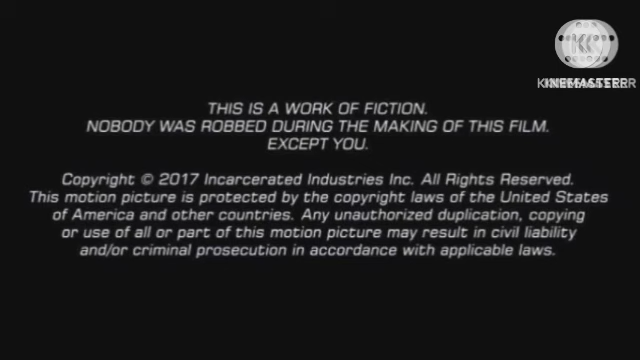 KINEMASTER
THIS IS A WORK OF FICTION.
NOBODY WAS ROBBED DURING THE MAKING OF THIS FILM.
EXCEPT YOU.
Copyright © 2017 Incarcerated Industries Inc. All Rights Reserved.
This motion picture is protected by the copyright laws of the United States
of America and other countries. Any unauthorized duplication, copying
or use of all or part of this motion picture may result in civil liability
and/or criminal prosecution in accordance with applicable laws.